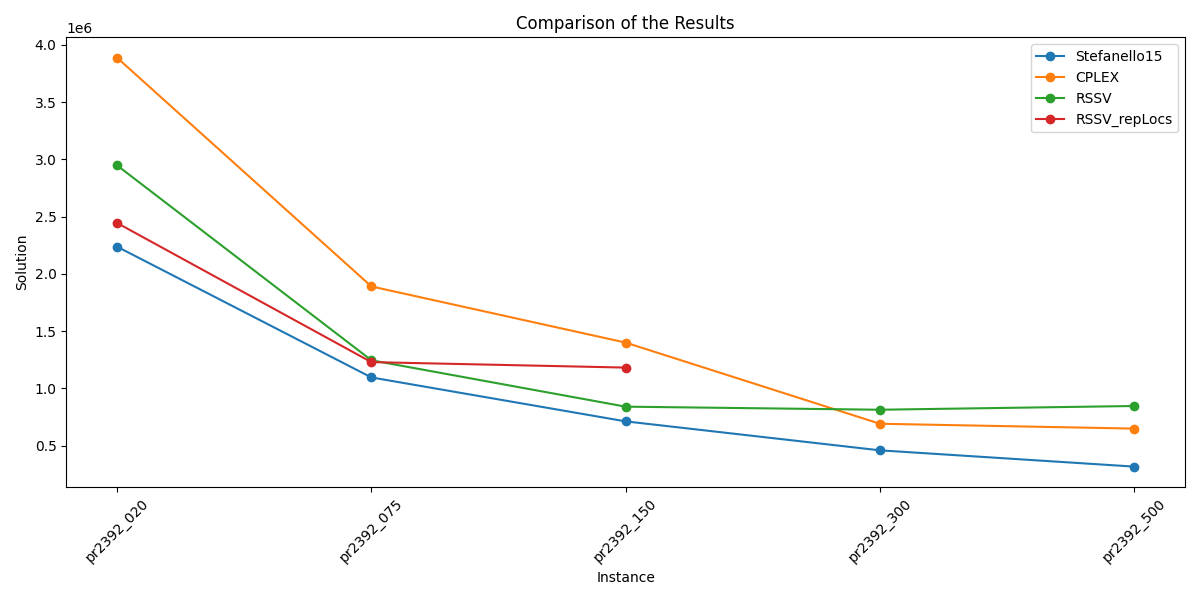 Comparison of the Results
1e6
4.0
3.5
3.0
2.5
2.0
1.5
1.0
0.5
Solution
Stefanello15
CPLEX
RSSV
RSSV_repLocs
pr2392_020
pr2392_075
pr2392_150
pr2392_300
pr2392_500
Instance